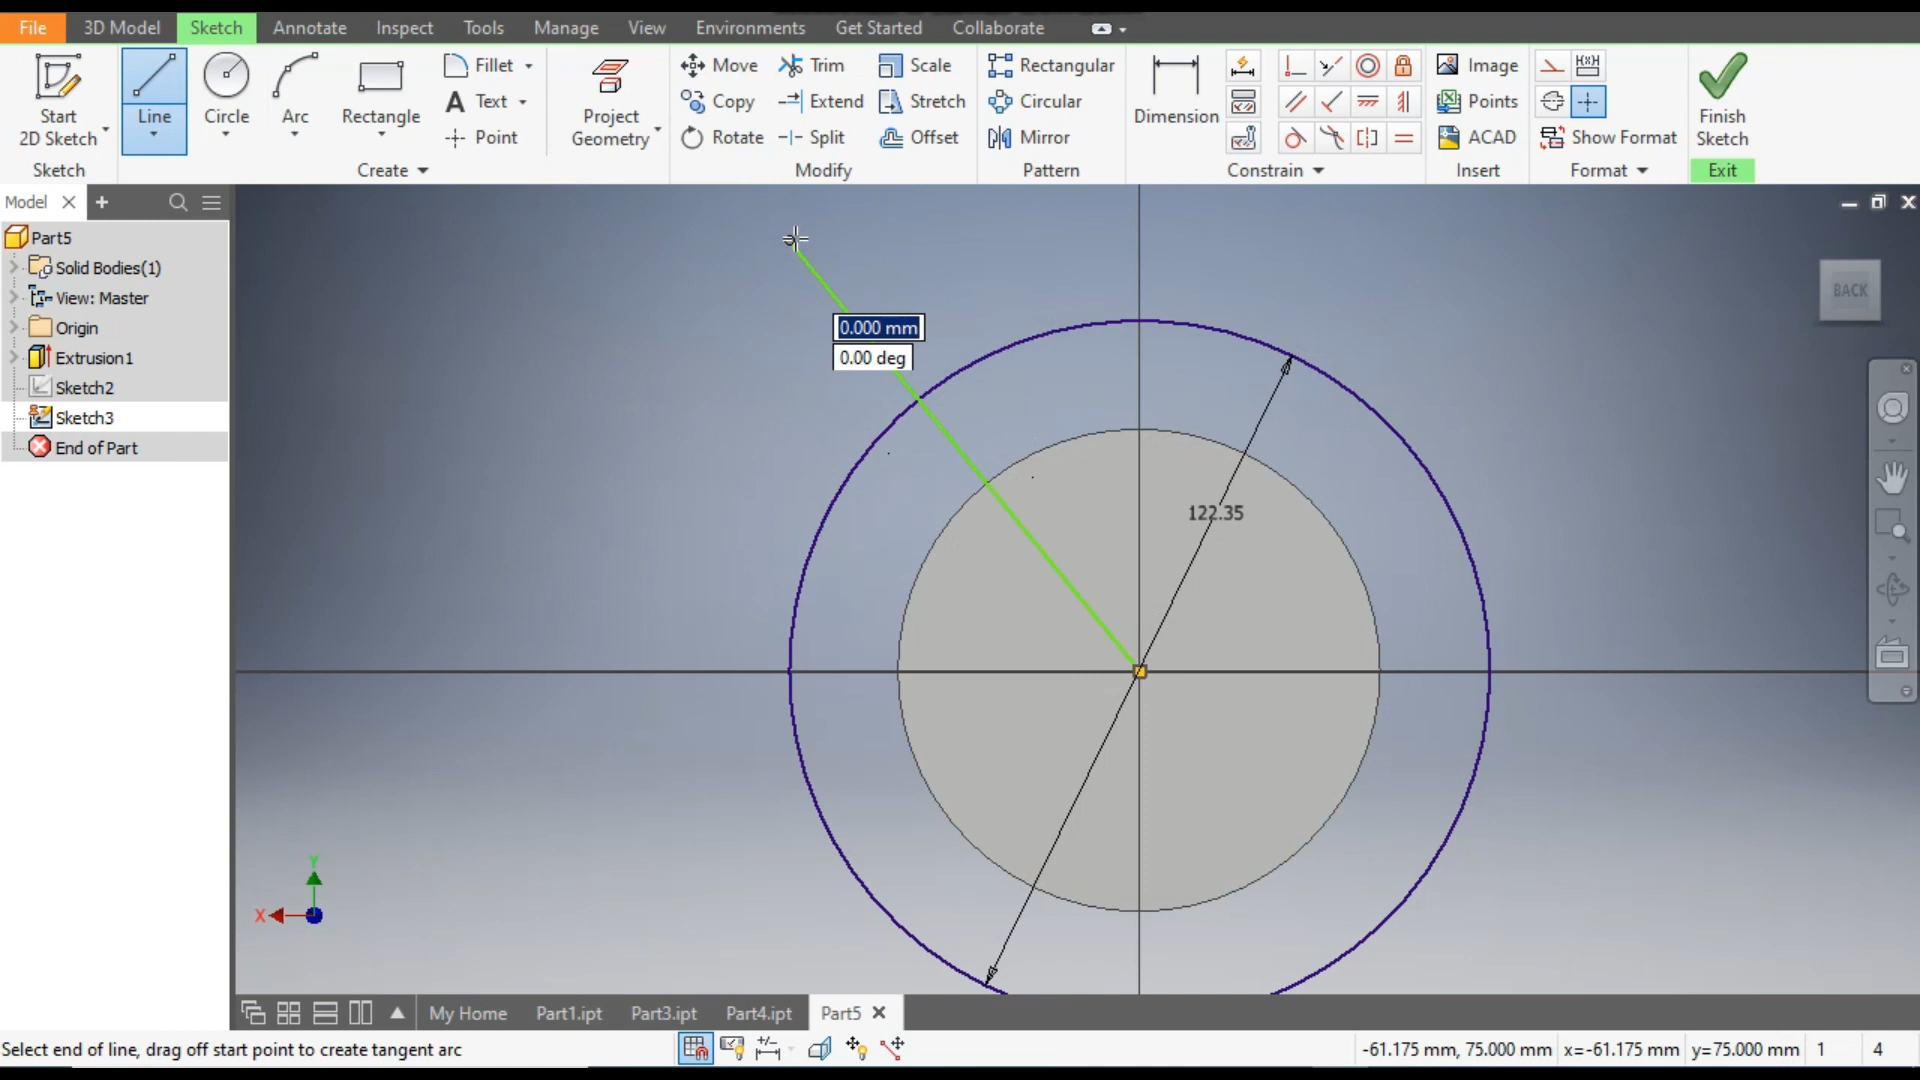 File 3D Model Sketch Annotate Inspect Tools Manage View Environments Get Started Collaborate
Start 2D Sketch
Line
Circle
Arc
Rectangle
Fillet
Text
Point
Project Geometry
Move Trim Scale
Copy Extend Stretch
Rotate Split Offset
Rectangular
Circular
Mirror
Dimension
Image
Points
ACAD
Show Format
Finish Sketch
Sketch Create Modify Pattern Constrain Insert Format Exit
Model
Part5
Solid Bodies(1)
View: Master
Origin
Extrusion1
Sketch2
Sketch3
End of Part
BACK
0.000 mm
0.00 deg
122.35
Y
X
My Home Part1.ipt Part3.ipt Part4.ipt Part5
Select end of line, drag off start point to create tangent arc
-61.175 mm, 75.000 mm x=-61.175 mm y=75.000 mm 1 4